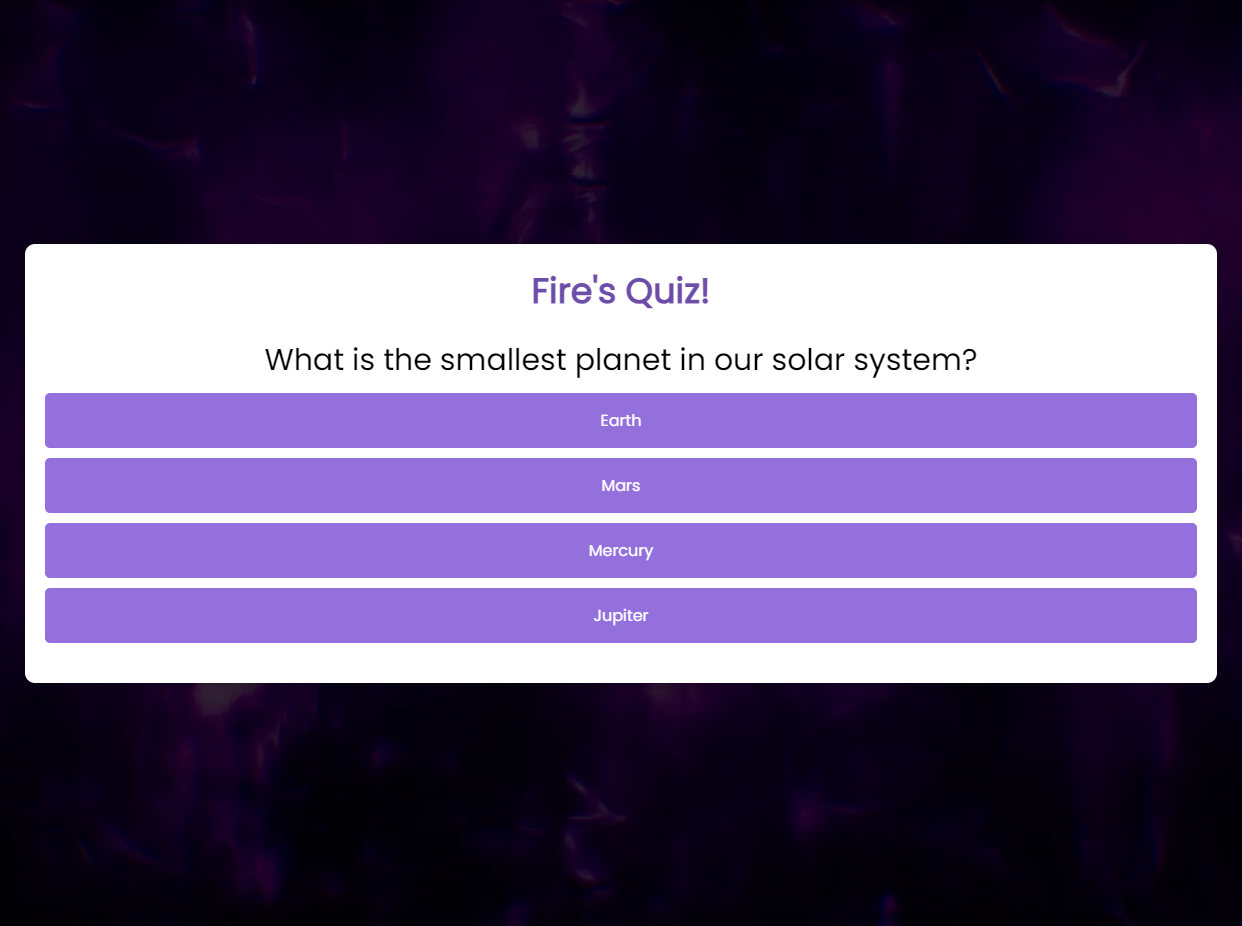 Fire's Quiz!
What is the smallest planet in our solar system?
Earth
Mars
Mercury
Jupiter